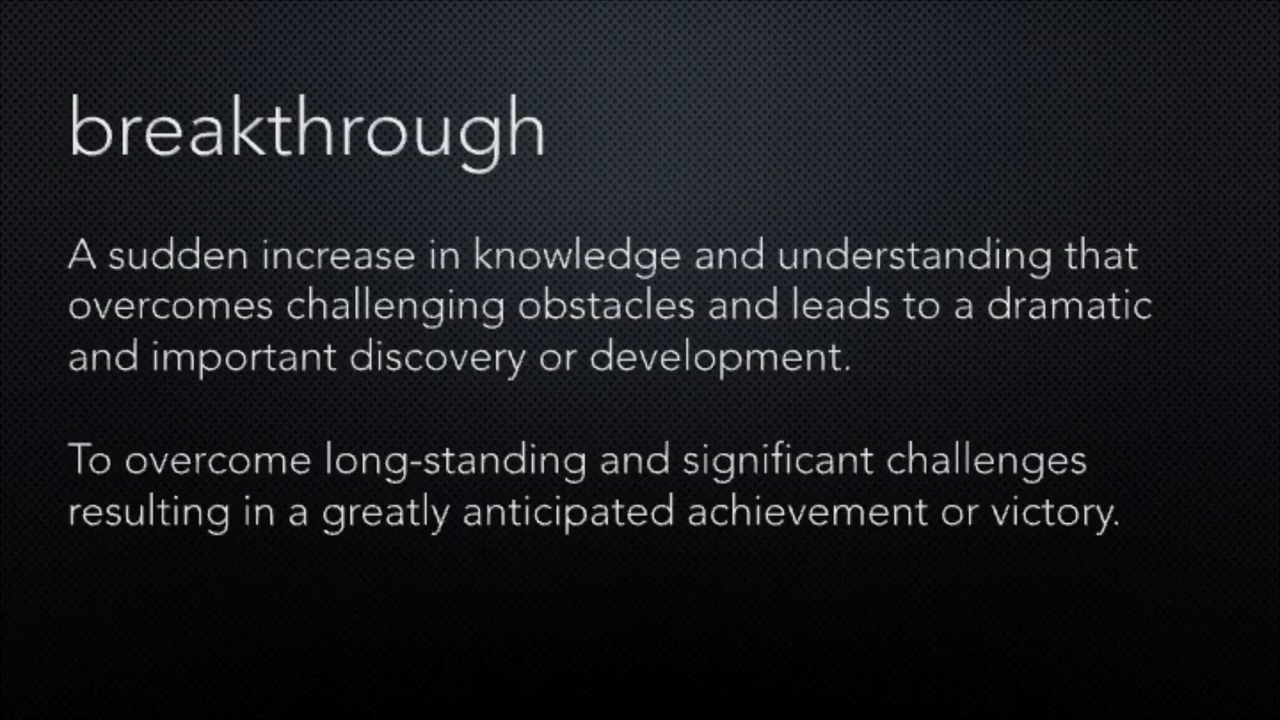 breakthrough
A sudden increase in knowledge and understanding that
overcomes challenging obstacles and leads to a dramatic
and important discovery or development.
To overcome long-standing and significant challenges
resulting in a greatly anticipated achievement or victory.